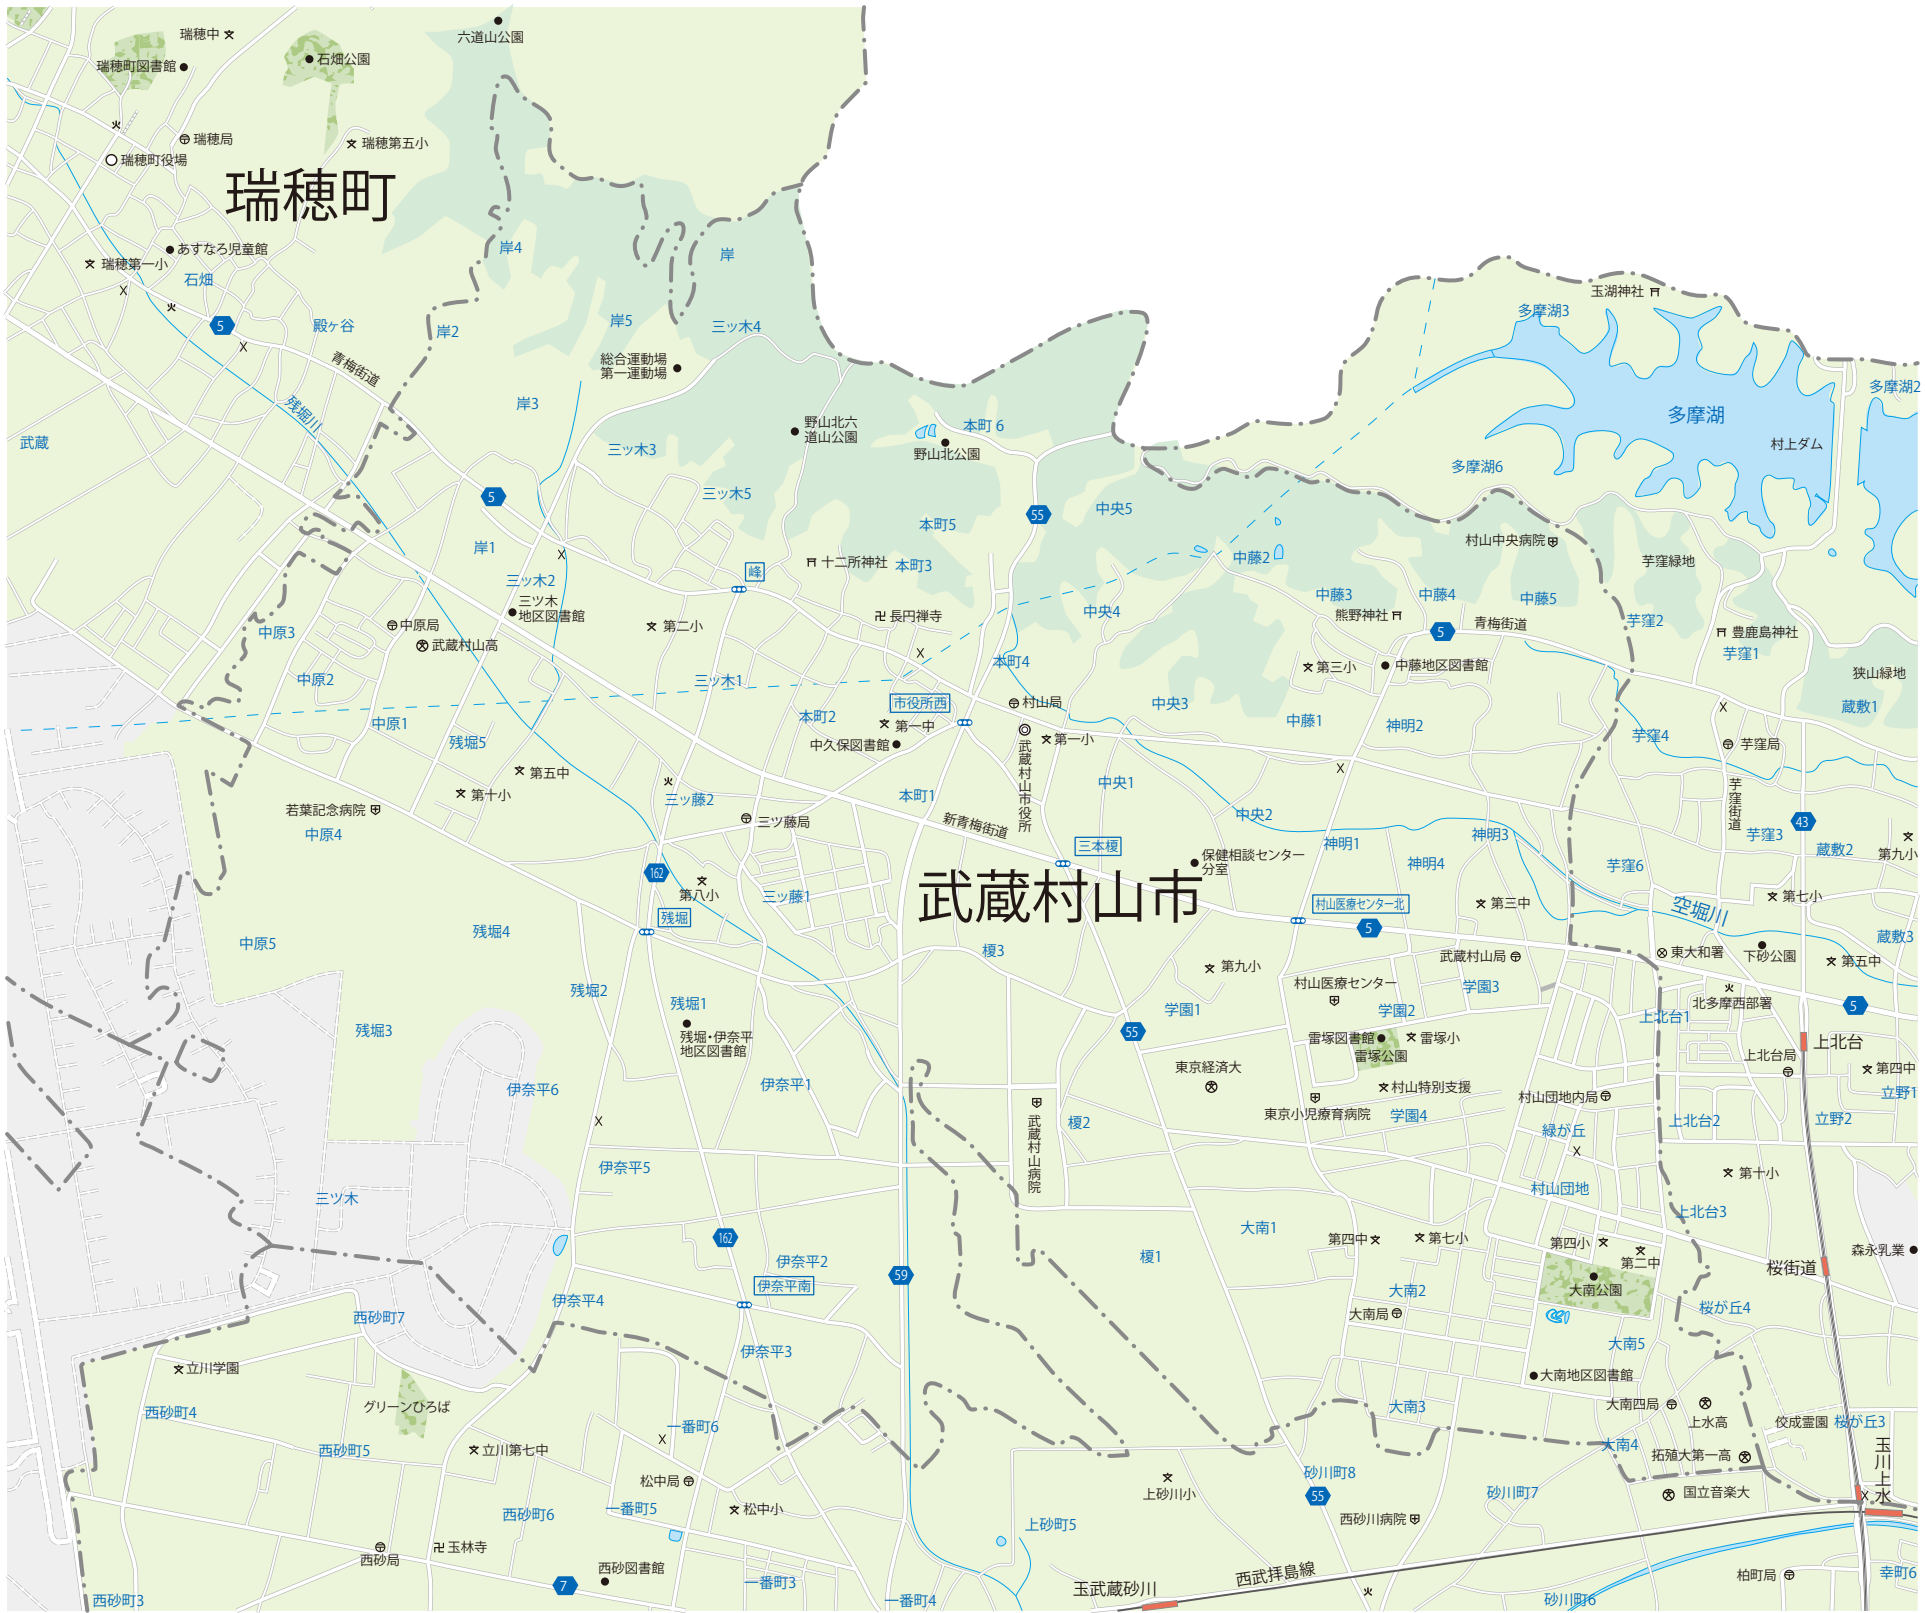 六道山公園
瑞穂中
石畑公園
瑞穂町図書館
瑞穂局
瑞穂第五小
瑞穂町役場
瑞穂町
あすなろ児童館
瑞穂第一小
石畑
岸4
岸
5
殿ヶ谷
岸2
岸5
三ッ木4
青梅街道
総合運動場
第一運動場
玉湖神社
多摩湖3
多摩湖2
残堀川
岸3
武蔵
三ッ木3
野山北六
道山公園
本町 6
野山北公園
多摩湖
村上ダム
多摩湖6
5
三ッ木5
55
中央5
本町5
岸1
村山中央病院
芋窪緑地
十二所神社
本町3
中藤2
峰
三ッ木2
三ツ木
地区図書館
中藤3
中藤4
中藤5
熊野神社
中央4
長円禅寺
青梅街道
芋窪2
5
豊鹿島神社
芋窪1
中原3
中原局
武蔵村山高
第二小
本町4
第三小
中藤地区図書館
狭山緑地
中原2
三ッ木1
市役所西
村山局
中央3
蔵敷1
中原1
本町2
第一中
中藤1
神明2
残堀5
中久保図書館
武蔵村山市役所
第一小
芋窪4
芋窪局
第五中
第十小
三ッ藤2
本町1
中央1
芋窪街道
若葉記念病院
中原4
三ツ藤局
新青梅街道
中央2
神明1
神明3
芋窪3
43
蔵敷2
第九小
三本榎
保健相談センター
分室
神明4
芋窪6
162
第八小
三ッ藤1
武蔵村山市
村山医療センター北
第三中
第七小
空堀川
残堀
残堀4
中原5
榎3
5
武蔵村山局
東大和署
下砂公園
蔵敷3
第五中
第九小
残堀2
残堀1
村山医療センター
学園3
北多摩西部署
5
学園1
学園2
上北台1
残堀3
残堀・伊奈平
地区図書館
55
雷塚図書館
雷塚小
雷塚公園
上北台
上北台局
第四中
東京経済大
伊奈平6
伊奈平1
村山特別支援
村山団地内局
立野1
東京小児療育病院
学園4
武蔵村山病院
榎2
緑が丘
上北台2
立野2
伊奈平5
三ツ木
村山団地
第十小
上北台3
162
大南1
第四中
第七小
第四小
第二中
森永乳業
伊奈平2
榎1
桜街道
59
伊奈平南
大南2
大南公園
伊奈平4
西砂町7
大南局
桜が丘4
伊奈平3
大南5
立川学園
大南地区図書館
グリーンひろば
西砂町4
大南3
大南四局
上水高
佼成霊園
桜が丘3
一番町6
西砂町5
立川第七中
大南4
拓殖大第一高
玉川上水
砂川町8
松中局
上砂川小
砂川町7
国立音楽大
55
西砂町6
一番町5
松中小
西砂川病院
上砂町5
西砂局
玉林寺
西砂図書館
西武拝島線
柏町局
幸町6
7
一番町3
玉武蔵砂川
西砂町3
一番町4
砂川町6